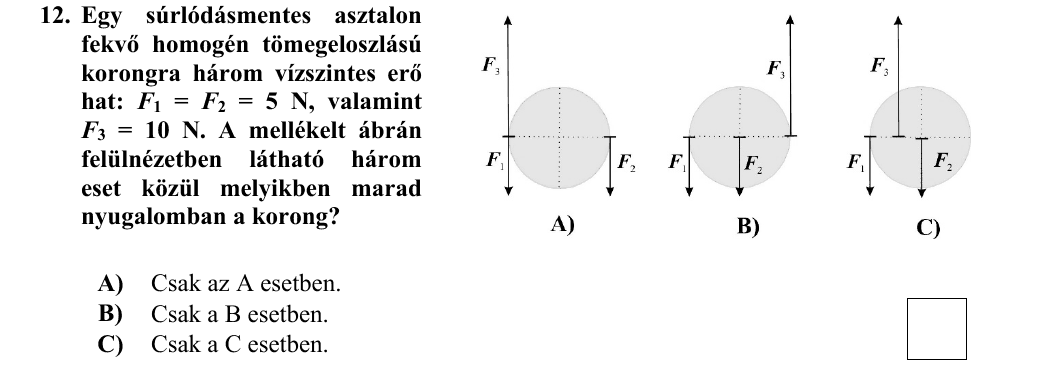 12. Egy súrlódásmentes asztalon
fekvő homogén tömegeloszlású
korongra három vízszintes erő
hat: F₁ = F₂ = 5 N, valamint
F₃ = 10 N. A mellékelt ábrán
felülnézetben látható három
eset közül melyikben marad
nyugalomban a korong?
F₃
F₁
F₂
A)
F₃
F₁
F₂
B)
F₃
F₁
F₂
C)
A) Csak az A esetben.
B) Csak a B esetben.
C) Csak a C esetben.